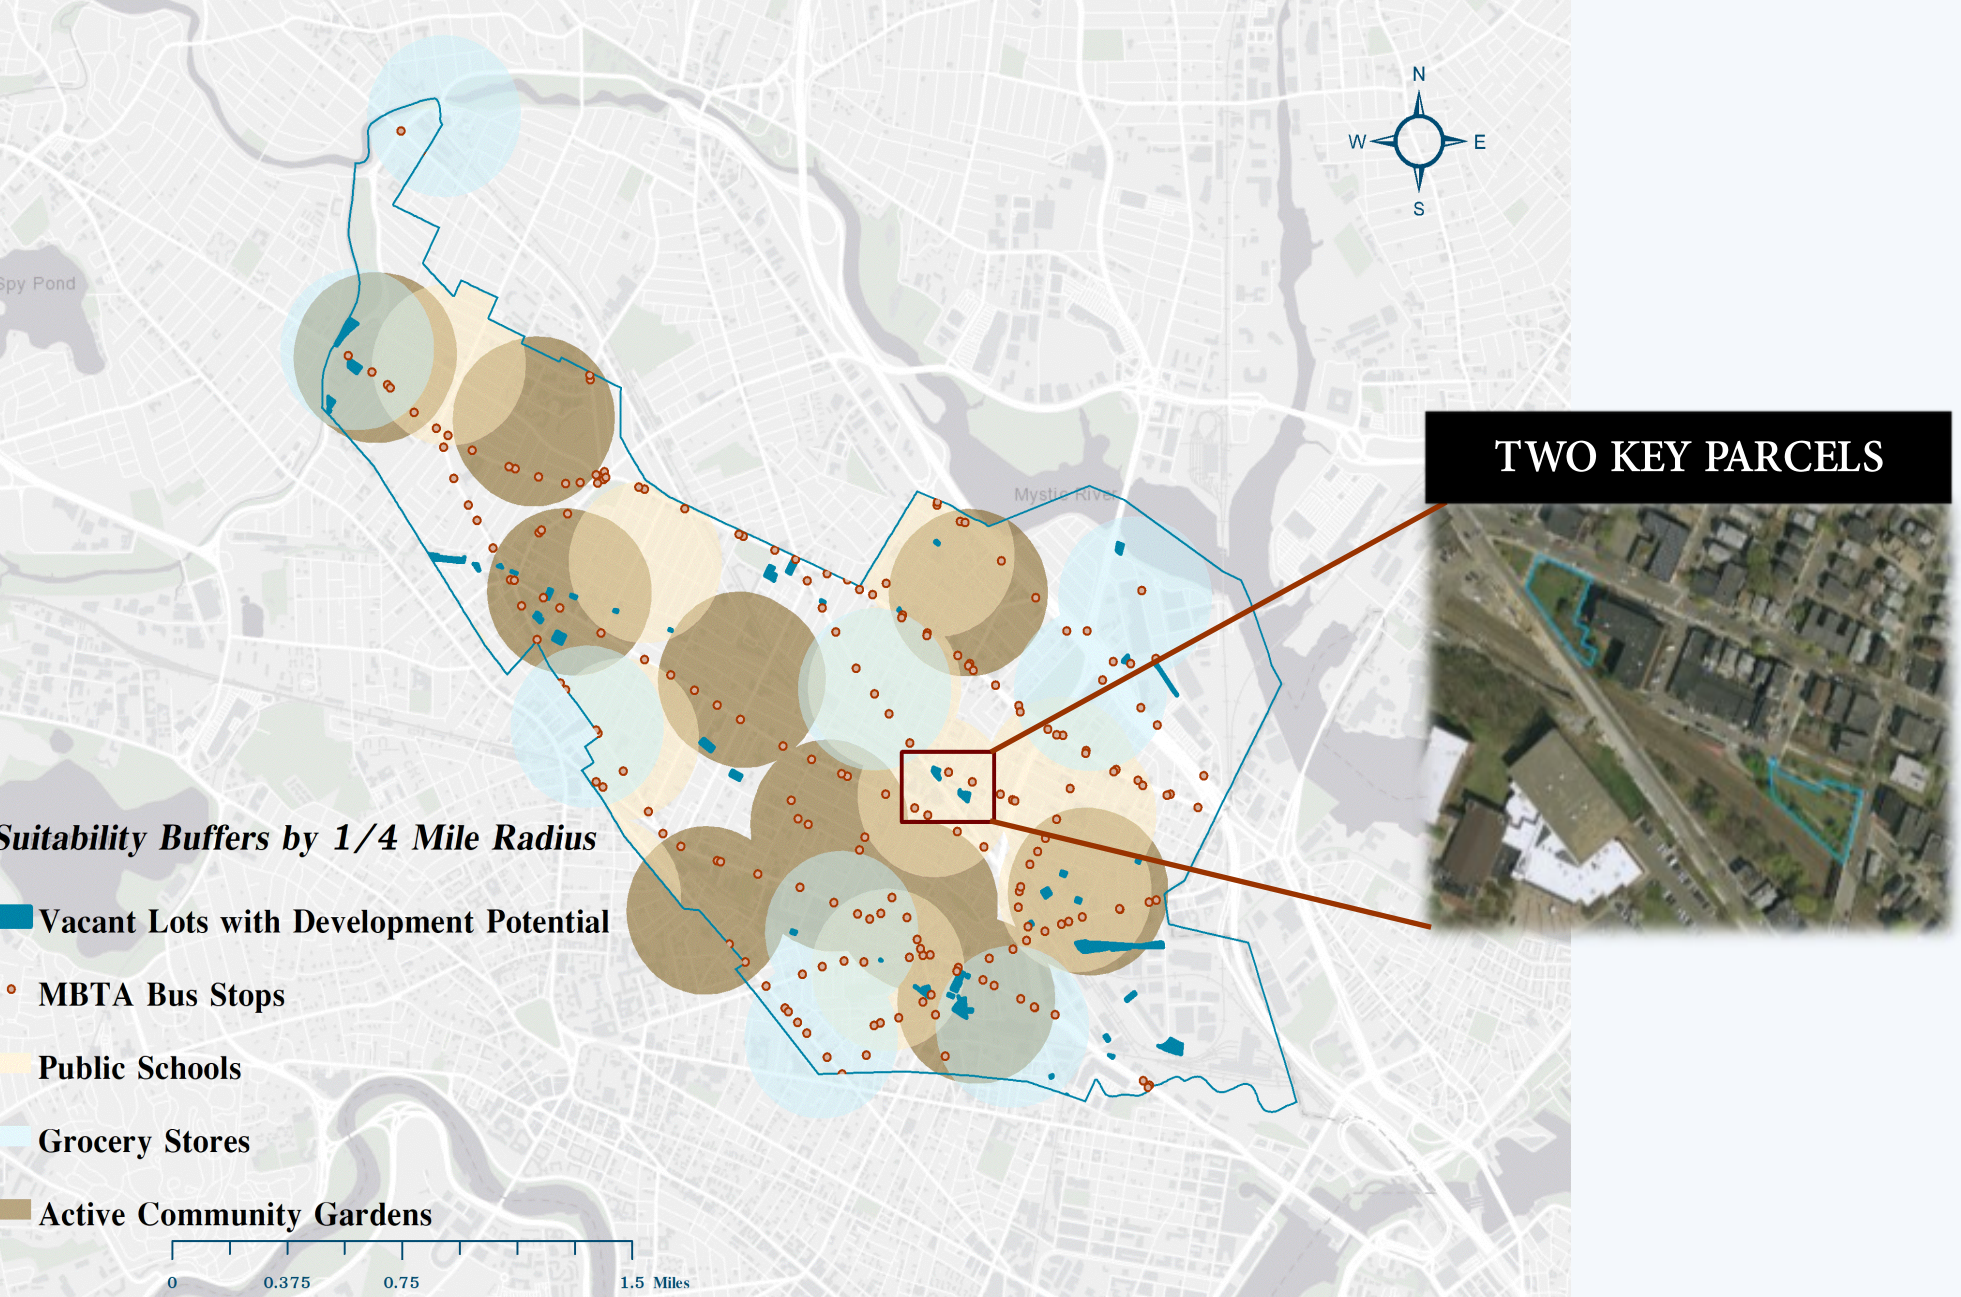 N
W E
S
Spy Pond
TWO KEY PARCELS
Mystic River
Suitability Buffers by 1/4 Mile Radius
Vacant Lots with Development Potential
MBTA Bus Stops
Public Schools
Grocery Stores
Active Community Gardens
0 0.375 0.75 1.5 Miles